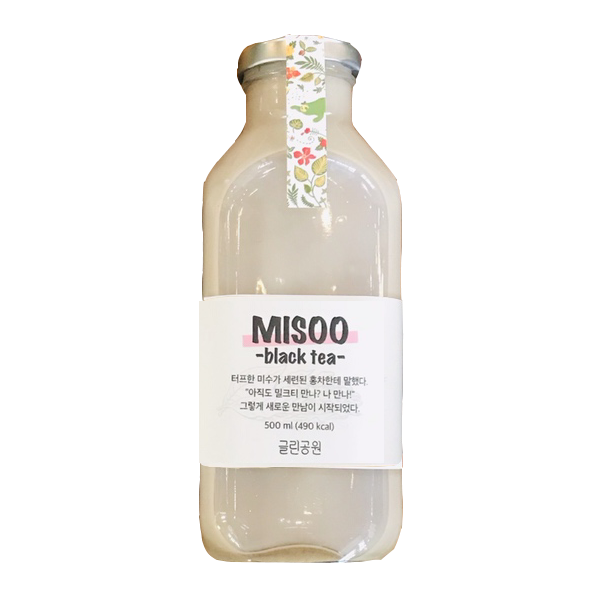 MISOO
-black tea-
터프한 미수가 세련된 홍차한테 말했다.
"아직도 밀크티 만나? 나 만나!"
그렇게 새로운 만남이 시작되었다.
500 ml (490 kcal)
글린공원